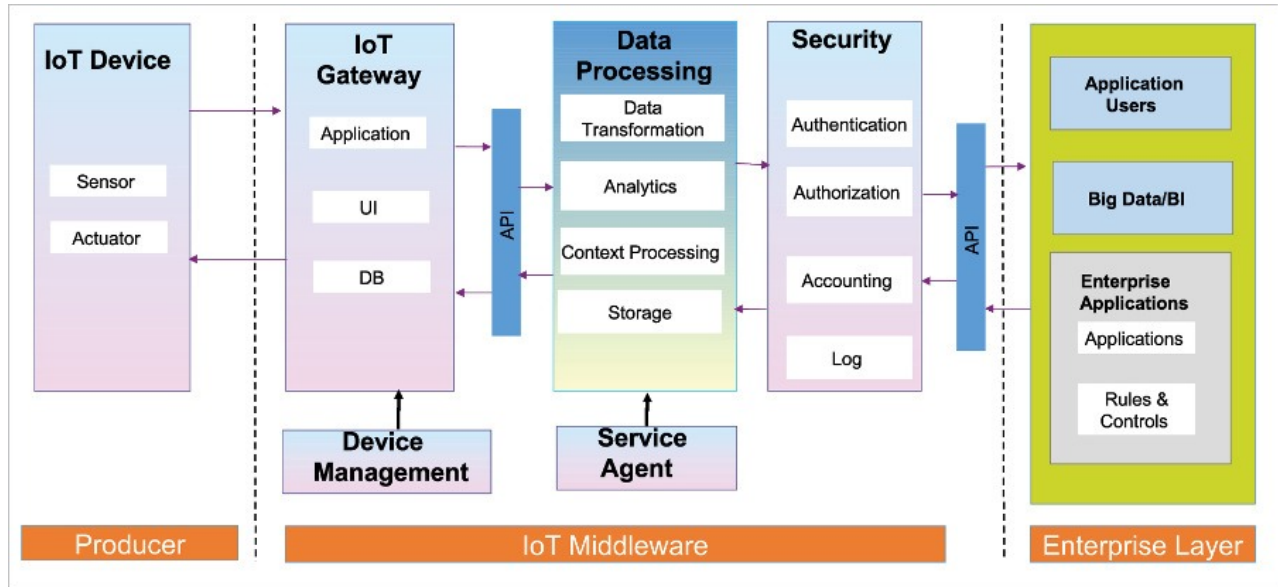 IoT Device
Sensor
Actuator
IoT
Gateway
Application
UI
DB
API
Data
Processing
Data
Transformation
Analytics
Context Processing
Storage
Security
Authentication
Authorization
Accounting
Log
API
Application
Users
Big Data/BI
Enterprise
Applications
Applications
Rules &
Controls
Device
Management
Service
Agent
Producer
IoT Middleware
Enterprise Layer